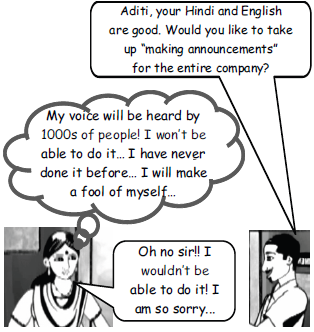 Aditi, your Hindi and English
are good. Would you like to take
up “making announcements”
for the entire company?
My voice will be heard by
1000s of people! I won’t be
able to do it... I have never
done it before... I will make
a fool of myself...
Oh no sir!! I
wouldn’t be
able to do it! I
am so sorry...